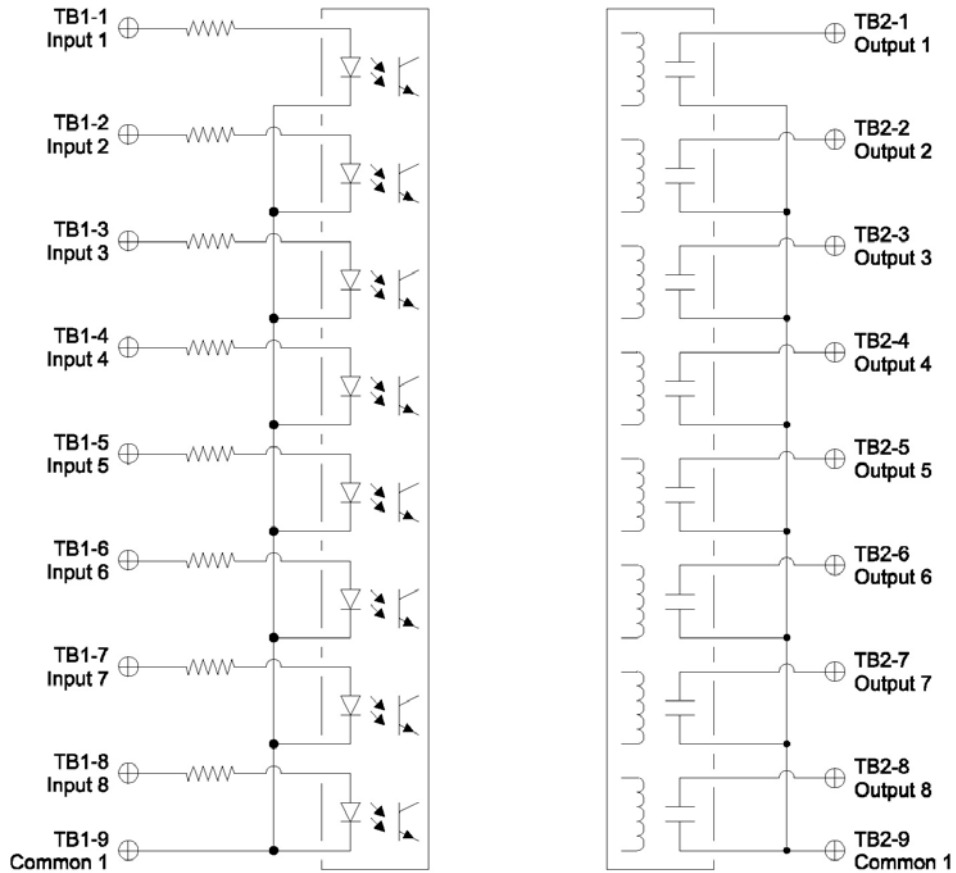 TB1-1
Input 1
TB1-2
Input 2
TB1-3
Input 3
TB1-4
Input 4
TB1-5
Input 5
TB1-6
Input 6
TB1-7
Input 7
TB1-8
Input 8
TB1-9
Common 1
TB2-1
Output 1
TB2-2
Output 2
TB2-3
Output 3
TB2-4
Output 4
TB2-5
Output 5
TB2-6
Output 6
TB2-7
Output 7
TB2-8
Output 8
TB2-9
Common 1